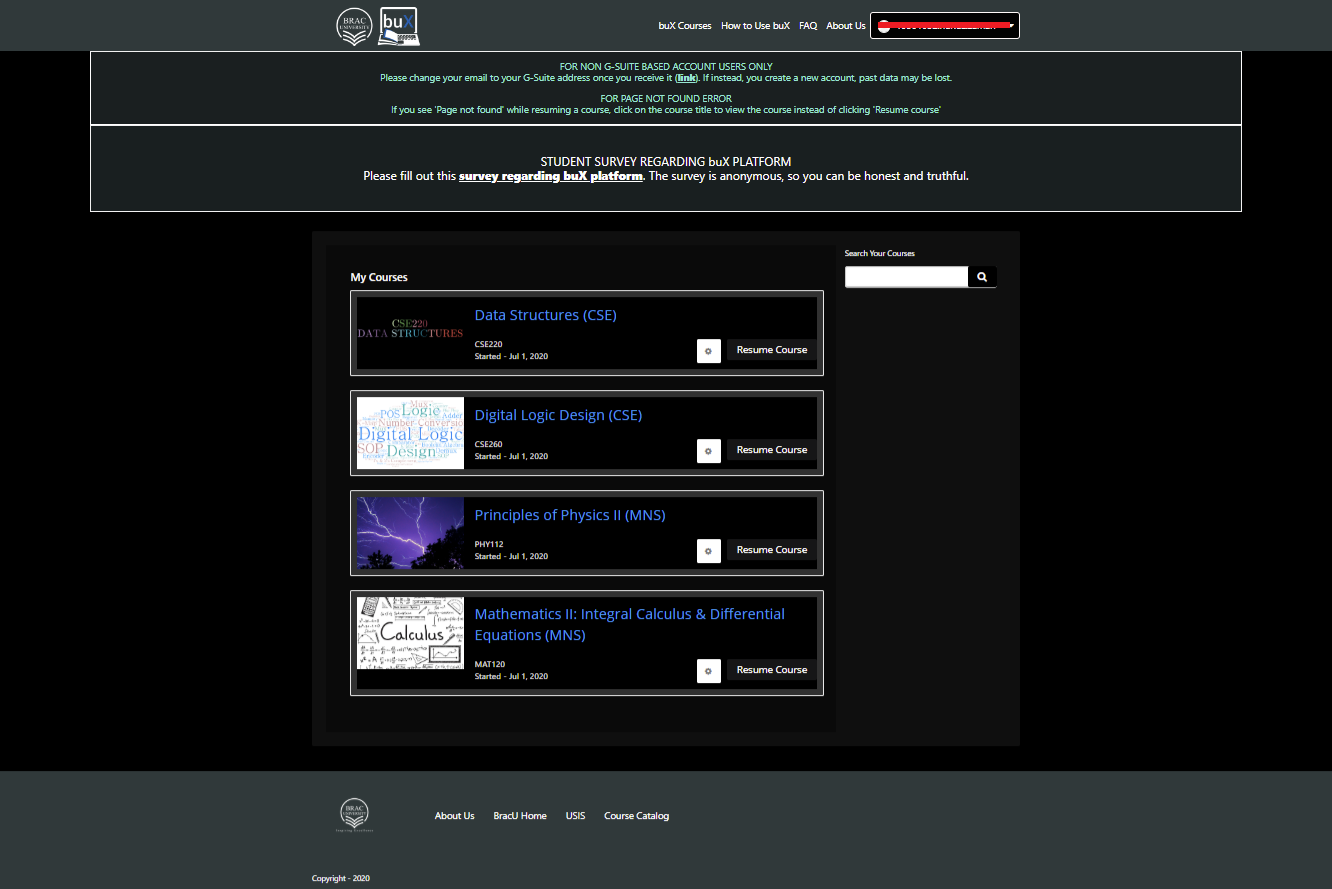 BRAC
UNIVERSITY
buX
buX Courses How to Use buX FAQ About Us
FOR NON G-SUITE BASED ACCOUNT USERS ONLY
Please change your email to your G-Suite address once you receive it (link). If instead, you create a new account, past data may be lost.
FOR PAGE NOT FOUND ERROR
If you see 'Page not found' while resuming a course, click on the course title to view the course instead of clicking 'Resume course'
STUDENT SURVEY REGARDING buX PLATFORM
Please fill out this survey regarding buX platform. The survey is anonymous, so you can be honest and truthful.
My Courses
Search Your Courses
CSE220
DATA STRUCTURES
Data Structures (CSE)
CSE220
Started - Jul 1, 2020
Resume Course
Mux
POS Logic Adder
Number-Conversio
Digital Logic
SOP Design
Digital Logic Design (CSE)
CSE260
Started - Jul 1, 2020
Resume Course
Principles of Physics II (MNS)
PHY112
Started - Jul 1, 2020
Resume Course
Calculus
Mathematics II: Integral Calculus & Differential
Equations (MNS)
MAT120
Started - Jul 1, 2020
Resume Course
BRAC
UNIVERSITY
Inspiring Excellence
About Us BracU Home USIS Course Catalog
Copyright - 2020